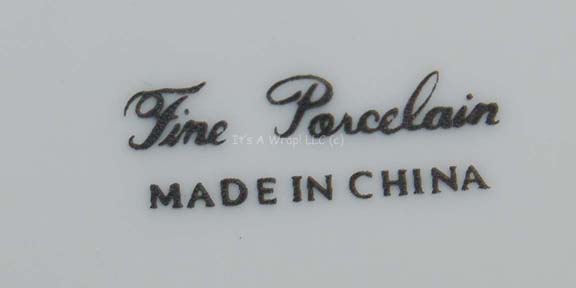 Fine Porcelain
It's A Wrap! LLC (c)
MADE IN CHINA